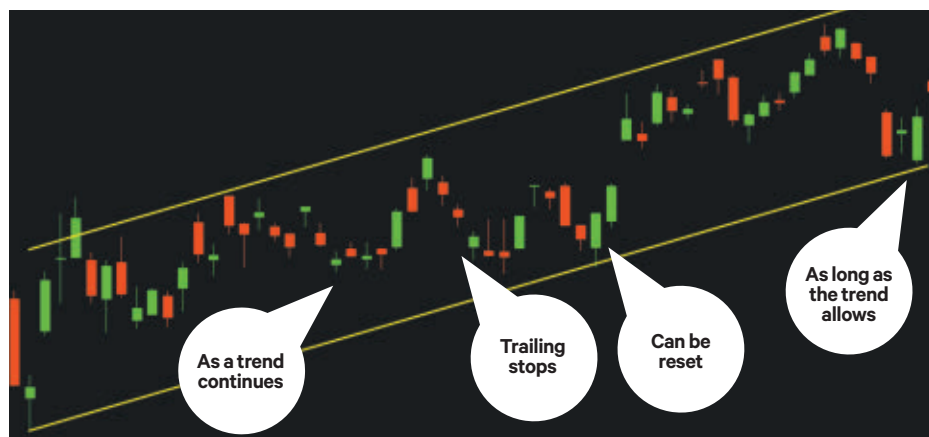 As a trend
continues
Trailing
stops
Can be
reset
As long as
the trend
allows